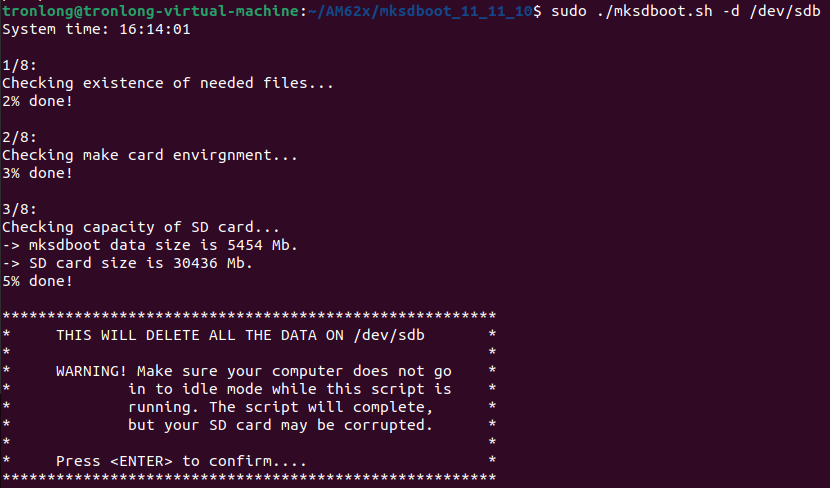 tronlong@tronlong-virtual-machine:~/AM62x/mksdboot_11_11_10$ sudo ./mksdboot.sh -d /dev/sdb
System time: 16:14:01

1/8:
Checking existence of needed files...
2% done!

2/8:
Checking make card envirgnment...
3% done!

3/8:
Checking capacity of SD card...
-> mksdboot data size is 5454 Mb.
-> SD card size is 30436 Mb.
5% done!

*******************************************************
*     THIS WILL DELETE ALL THE DATA ON /dev/sdb       *
*                                                     *
*     WARNING! Make sure your computer does not go    *
*             in to idle mode while this script is    *
*             running. The script will complete,      *
*             but your SD card may be corrupted.      *
*                                                     *
*     Press <ENTER> to confirm....                    *
*******************************************************